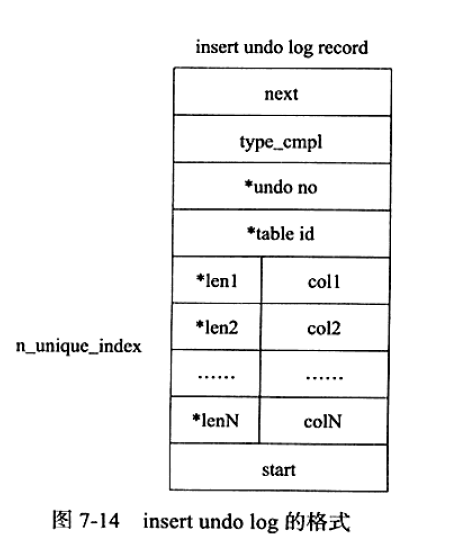 insert undo log record
next
type_cmpl
*undo no
*table id
*len1 col1
*len2 col2
n_unique_index
...... ......
*lenN colN
start
图 7-14 insert undo log 的格式